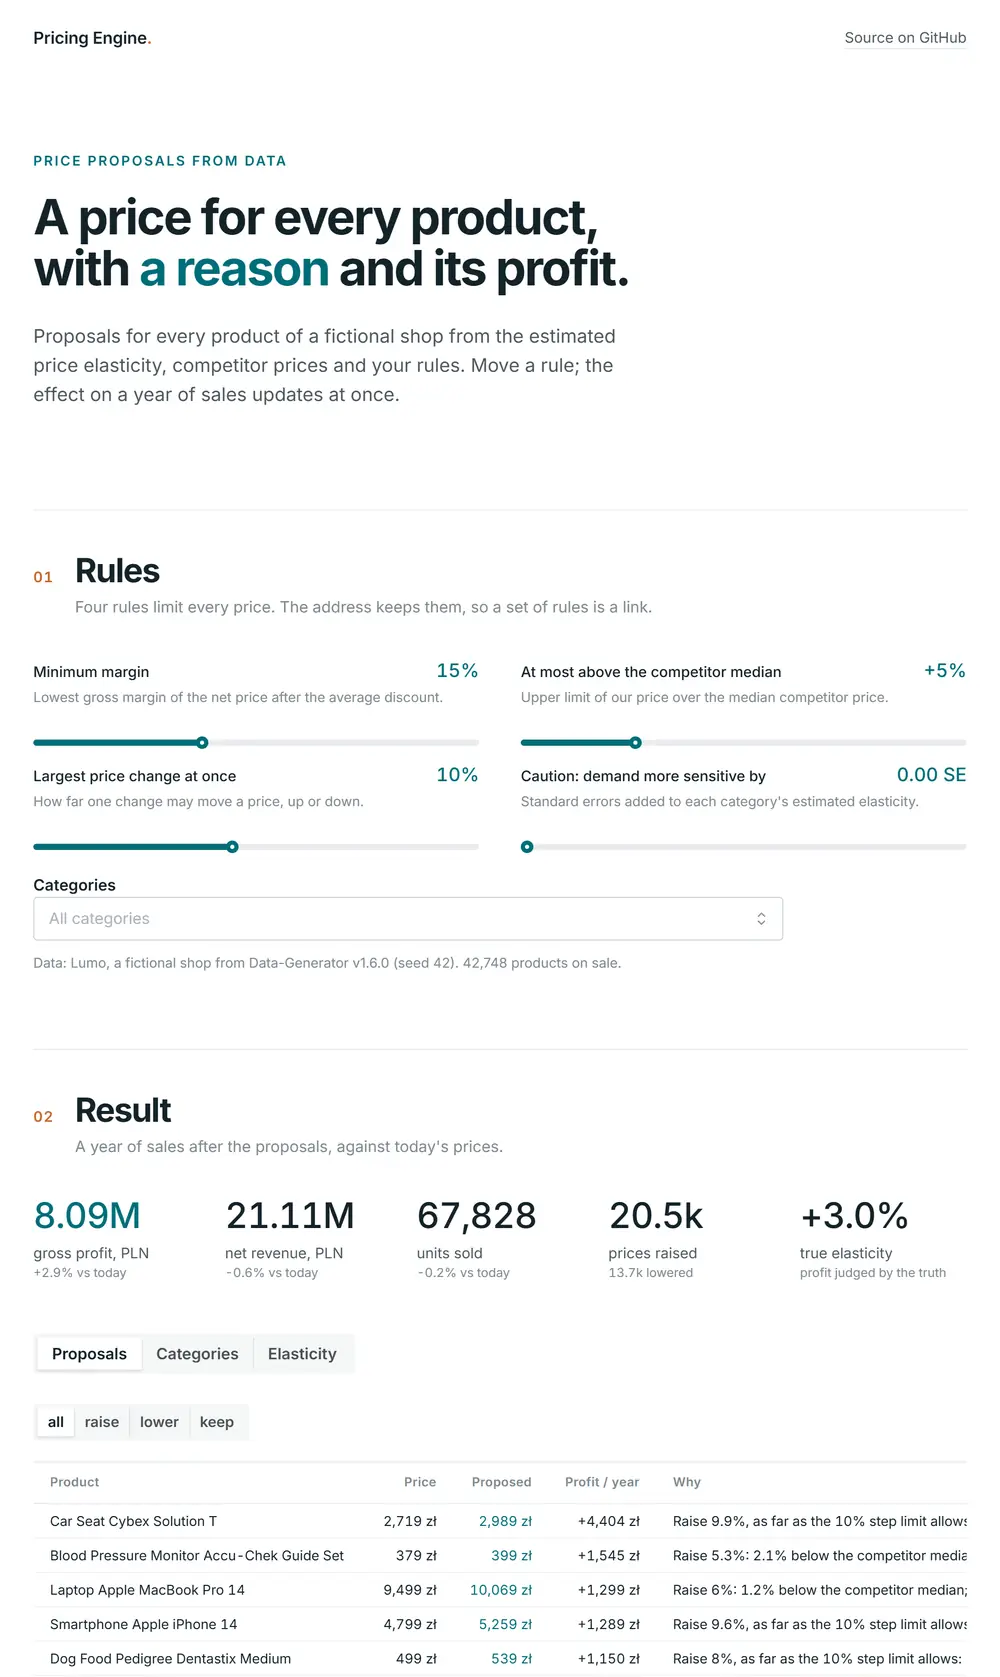 Pricing Engine.
Source on GitHub
PRICE PROPOSALS FROM DATA
A price for every product,
with a reason and its profit.
Proposals for every product of a fictional shop from the estimated
price elasticity, competitor prices and your rules. Move a rule; the
effect on a year of sales updates at once.
01 Rules
Four rules limit every price. The address keeps them, so a set of rules is a link.
Minimum margin 15%
Lowest gross margin of the net price after the average discount.
At most above the competitor median +5%
Upper limit of our price over the median competitor price.
Largest price change at once 10%
How far one change may move a price, up or down.
Caution: demand more sensitive by 0.00 SE
Standard errors added to each category's estimated elasticity.
Categories
All categories
Data: Lumo, a fictional shop from Data-Generator v1.6.0 (seed 42). 42,748 products on sale.
02 Result
A year of sales after the proposals, against today's prices.
8.09M
gross profit, PLN
+2.9% vs today
21.11M
net revenue, PLN
-0.6% vs today
67,828
units sold
-0.2% vs today
20.5k
prices raised
13.7k lowered
+3.0%
true elasticity
profit judged by the truth
Proposals Categories Elasticity
all raise lower keep
Product Price Proposed Profit / year Why
Car Seat Cybex Solution T 2,719 zł 2,989 zł +4,404 zł Raise 9.9%, as far as the 10% step limit allows
Blood Pressure Monitor Accu-Chek Guide Set 379 zł 399 zł +1,545 zł Raise 5.3%: 2.1% below the competitor media
Laptop Apple MacBook Pro 14 9,499 zł 10,069 zł +1,299 zł Raise 6%: 1.2% below the competitor median;
Smartphone Apple iPhone 14 4,799 zł 5,259 zł +1,289 zł Raise 9.6%, as far as the 10% step limit allows
Dog Food Pedigree Dentastix Medium 499 zł 539 zł +1,150 zł Raise 8%, as far as the 10% step limit allows: